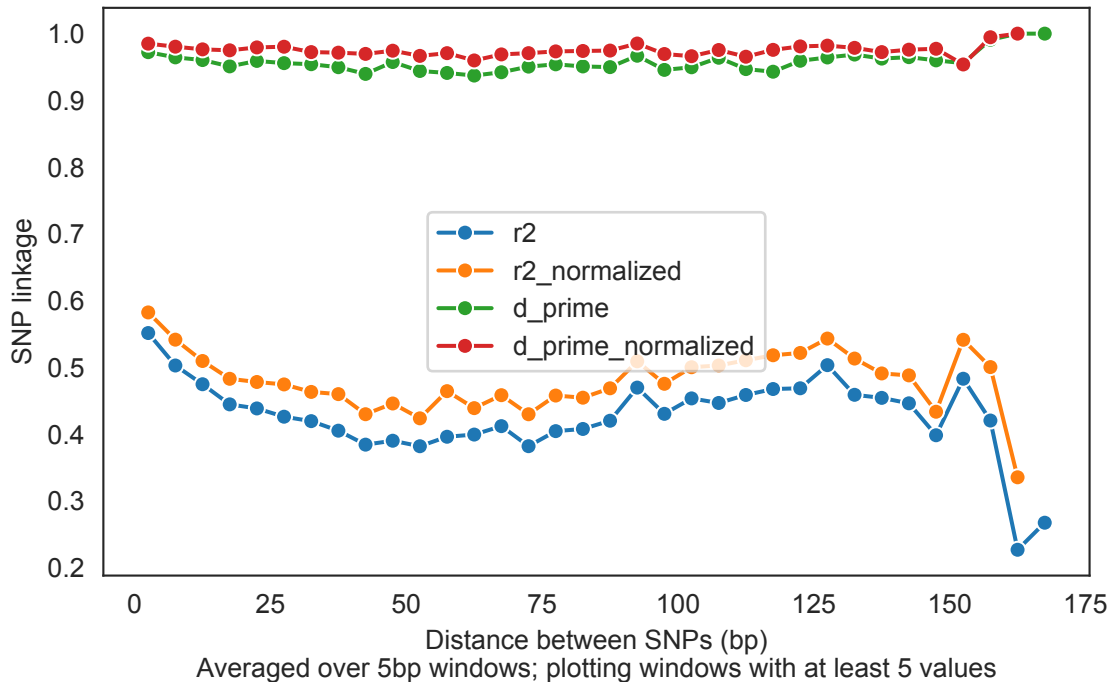 1.0
0.9
0.8
0.7
0.6
0.5
0.4
0.3
0.2
SNP linkage
r2
r2_normalized
d_prime
d_prime_normalized
0 25 50 75 100 125 150 175
Distance between SNPs (bp)
Averaged over 5bp windows; plotting windows with at least 5 values